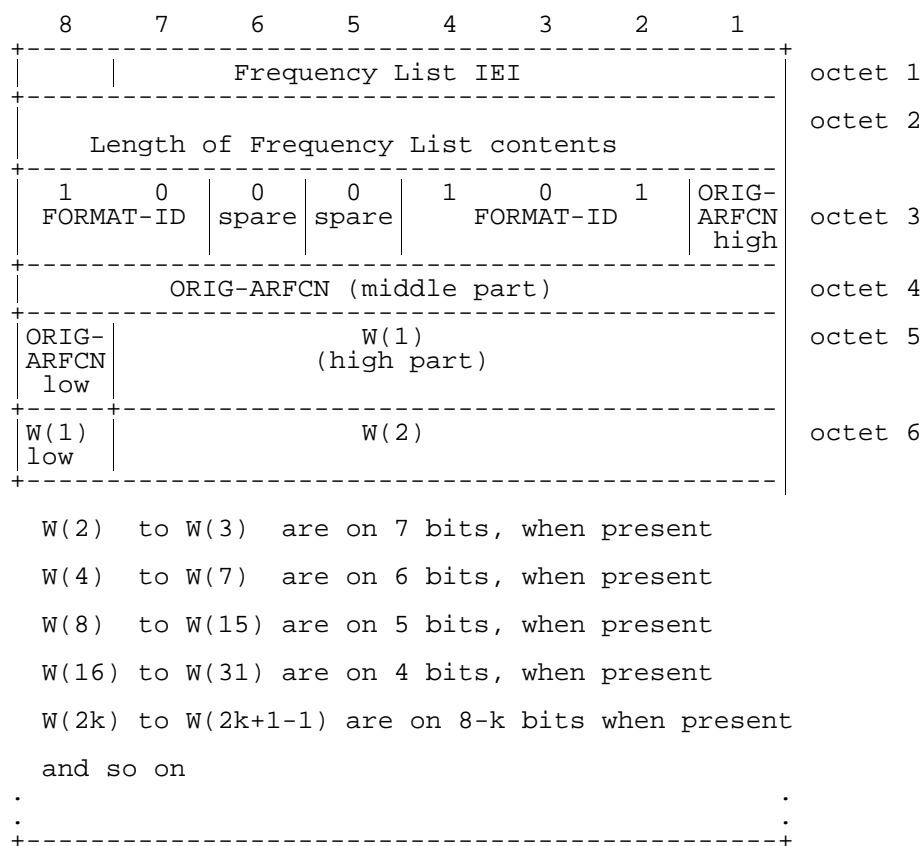 8 7 6 5 4 3 2 1
Frequency List IEI octet 1
octet 2
Length of Frequency List contents
1 0 0 0 1 0 1 ORIG-
FORMAT-ID spare spare FORMAT-ID ARFCN octet 3
high
ORIG-ARFCN (middle part) octet 4
ORIG- W(1) octet 5
ARFCN (high part)
low
W(1) W(2) octet 6
low
W(2) to W(3) are on 7 bits, when present
W(4) to W(7) are on 6 bits, when present
W(8) to W(15) are on 5 bits, when present
W(16) to W(31) are on 4 bits, when present
W(2k) to W(2k+1-1) are on 8-k bits when present
and so on
. .
. .